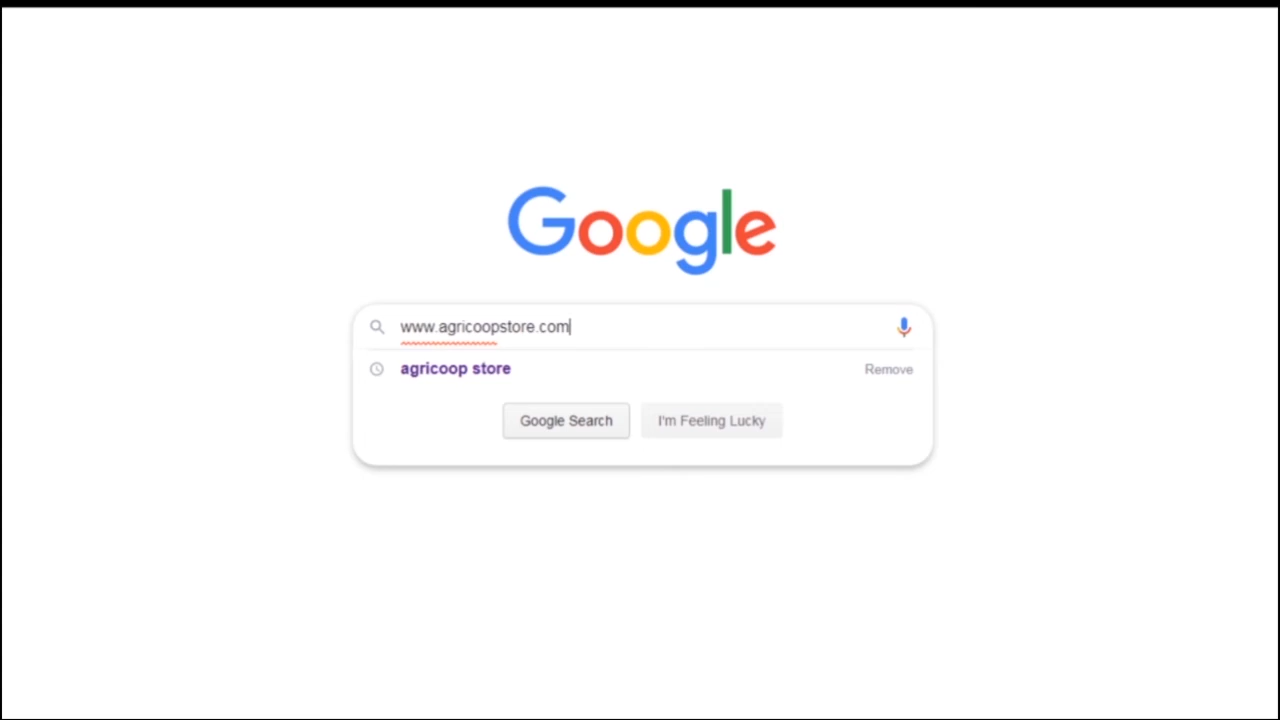 Google
www.agricoopstore.com
agricoop store
Remove
Google Search
I'm Feeling Lucky